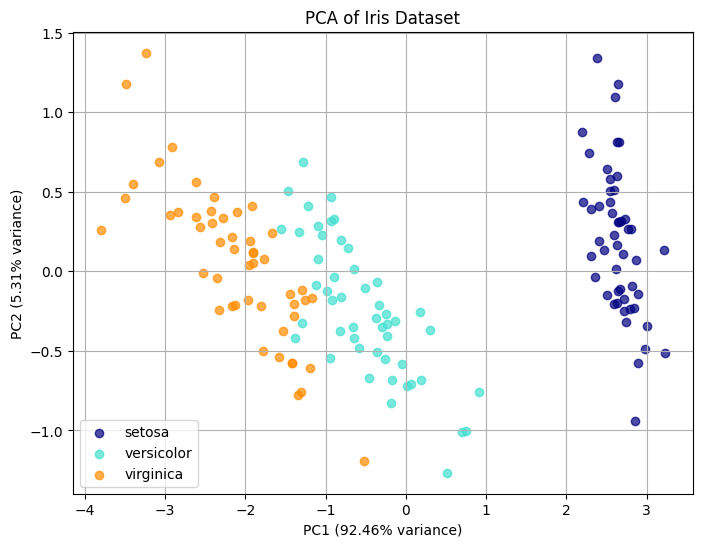 PCA of Iris Dataset
PC2 (5.31% variance)
1.5
1.0
0.5
0.0
−0.5
−1.0
setosa
versicolor
virginica
−4
−3
−2
−1
0
1
2
3
PC1 (92.46% variance)